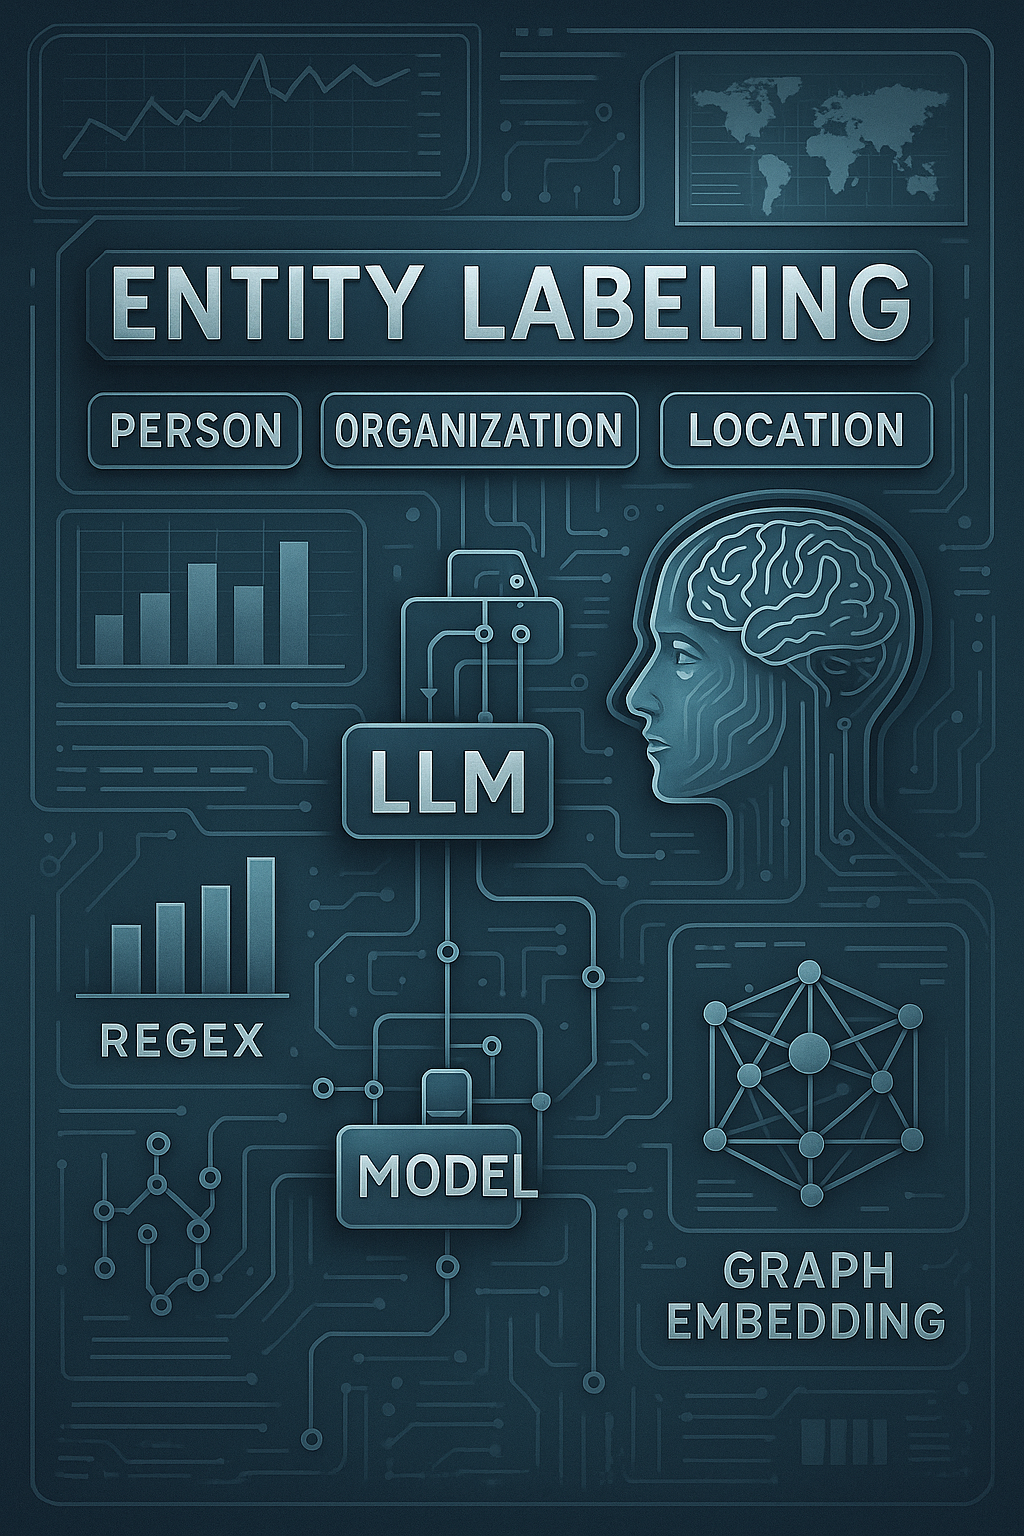 ENTITY LABELING
PERSON
ORGANIZATION
LOCATION
LLM
REGEX
MODEL
GRAPH
EMBEDDING